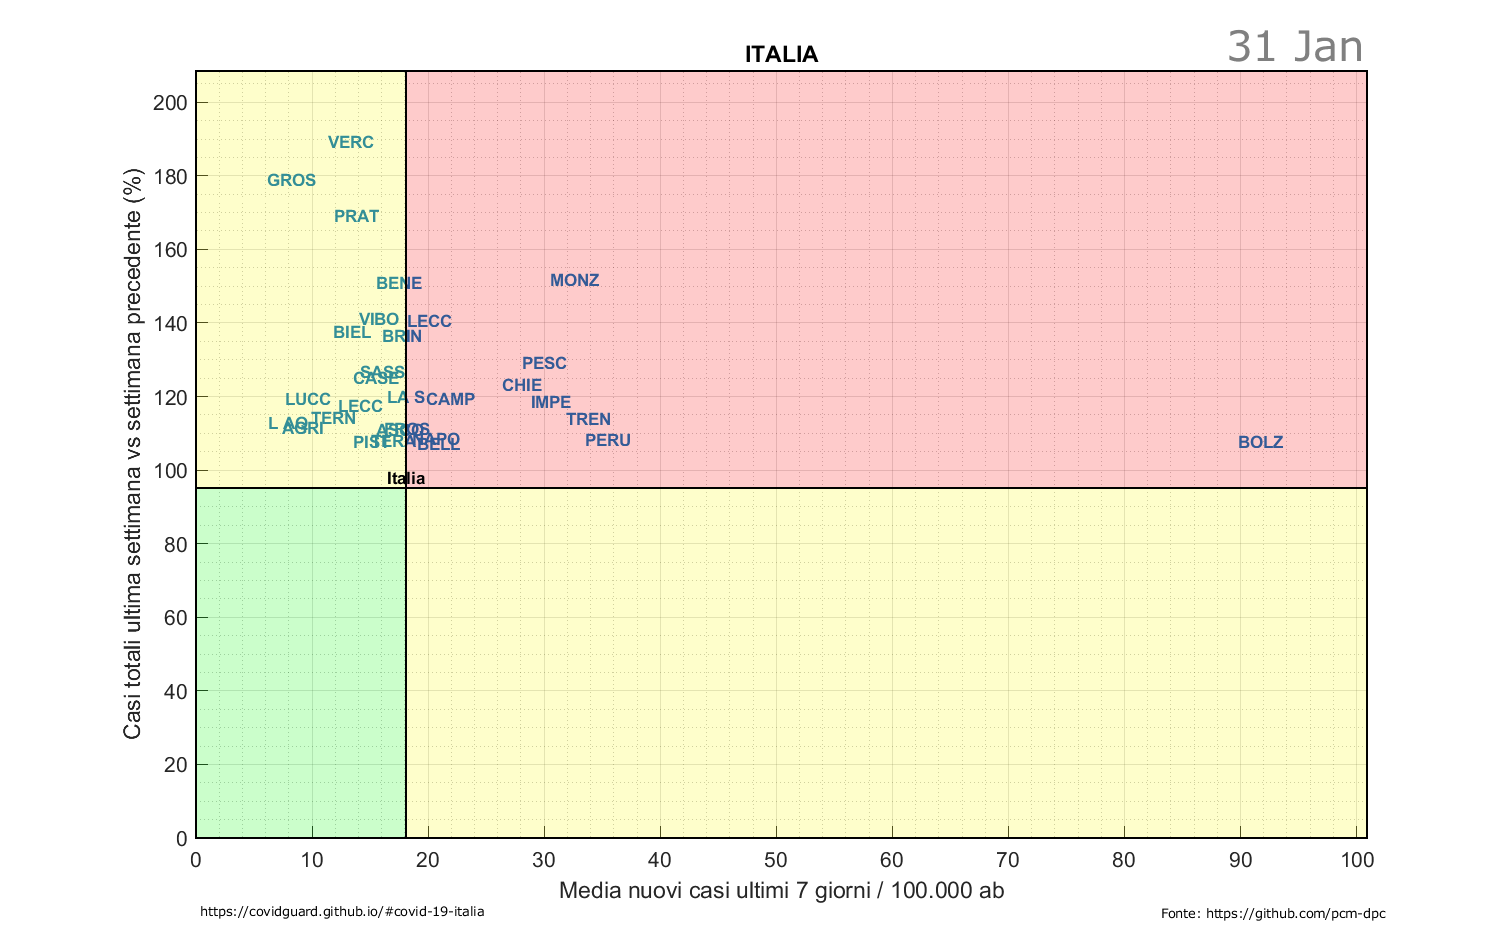 31 Jan
ITALIA
Casi totali ultima settimana vs settimana precedente (%)
200
180
160
140
120
100
80
60
40
20
0
VERC
GROS
PRAT
BENE
MONZ
VIBO
LECC
BIEL
BRIN
PESC
SASS
CASE
CHIE
LUCC
LA S
CAMP
LECC
IMPE
TERN
TREN
L AQ
AGRI
PIST
TERA
NAPO
BELL
PERU
BOLZ
Italia
0 10 20 30 40 50 60 70 80 90 100
Media nuovi casi ultimi 7 giorni / 100.000 ab
https://covidguard.github.io/#covid-19-italia
Fonte: https://github.com/pcm-dpc